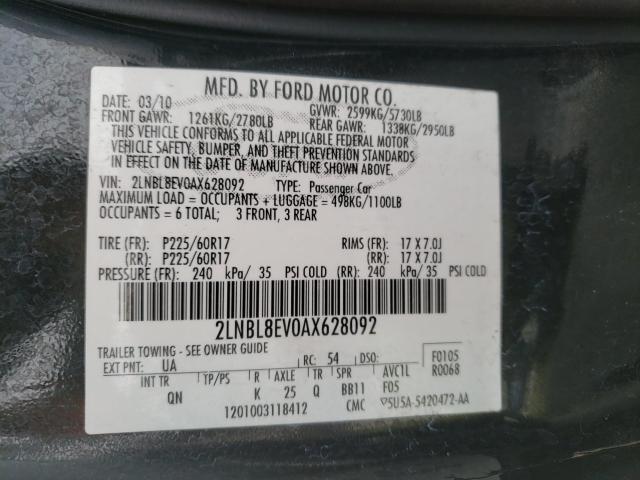 MFD. BY FORD MOTOR CO.
DATE: 03/10 GVWR: 2599KG/5730LB
FRONT GAWR: 1261KG/2780LB REAR GAWR: 1338KG/2950LB
THIS VEHICLE CONFORMS TO ALL APPLICABLE FEDERAL MOTOR
VEHICLE SAFETY, BUMPER, AND THEFT PREVENTION STANDARDS
IN EFFECT ON THE DATE OF MANUFACTURE SHOWN ABOVE.
VIN: 2LNBL8EV0AX628092 TYPE: Passenger Car
MAXIMUM LOAD = OCCUPANTS + LUGGAGE = 498KG/1100LB
OCCUPANTS = 6 TOTAL; 3 FRONT, 3 REAR
TIRE (FR): P225/60R17 RIMS (FR): 17 X 7.0J
(RR): P225/60R17 (RR): 17 X 7.0J
PRESSURE (FR): 240 kPa/ 35 PSI COLD (RR): 240 kPa/ 35 PSI COLD
2LNBL8EV0AX628092
TRAILER TOWING - SEE OWNER GUIDE
EXT PNT: UA RC: 54 DSO: F0105
R0068
INT TR TYP/PS R AXLE TR SPR AVC1L
QN K 25 Q BB11 F05
1201003118412 CMC ▽5U5A-5420472-AA